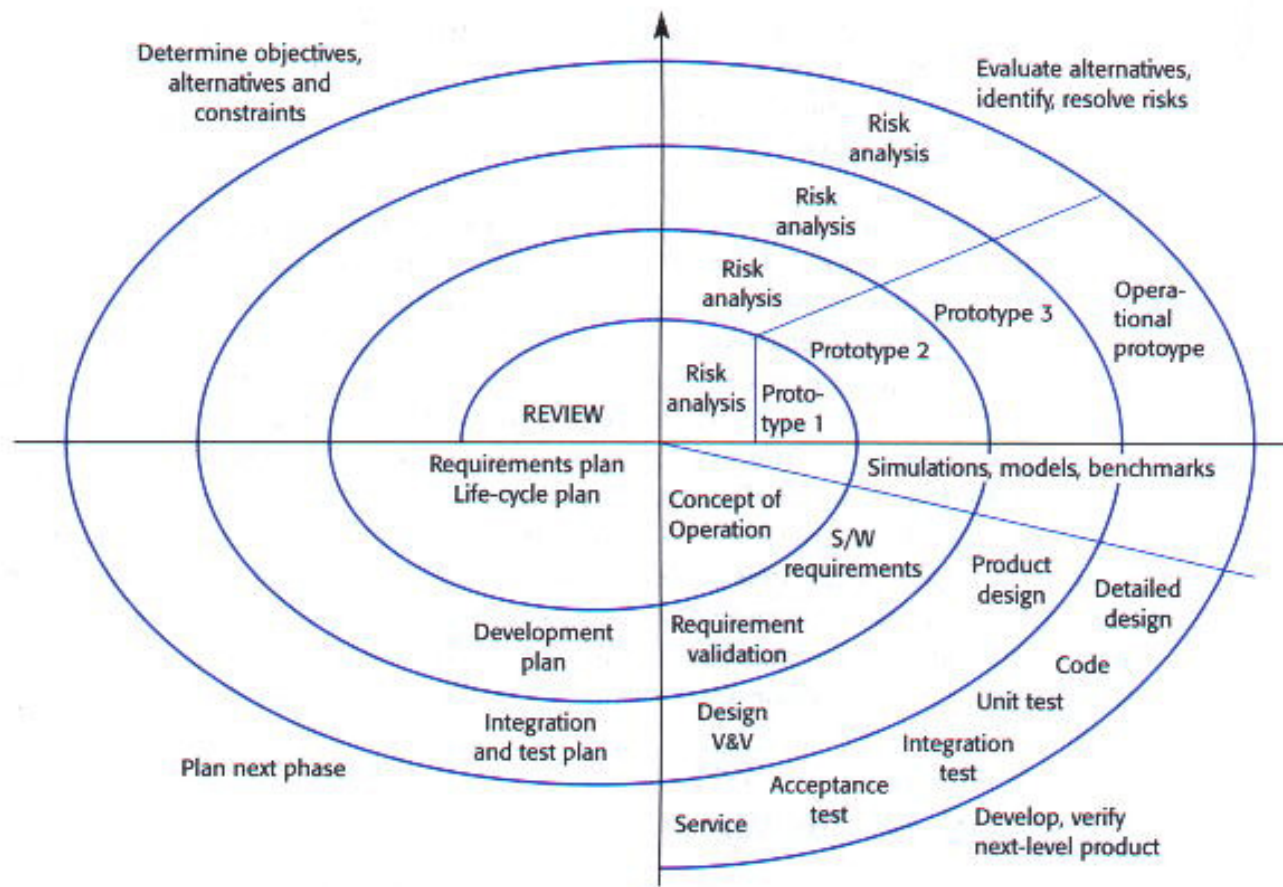 Determine objectives,
alternatives and
constraints
Evaluate alternatives,
identify, resolve risks
Risk
analysis
Risk
analysis
Risk
analysis
Risk
analysis
Proto-
type 1
Prototype 2
Prototype 3
Opera-
tional
protoype
REVIEW
Requirements plan
Life-cycle plan
Simulations, models, benchmarks
Concept of
Operation
S/W
requirements
Product
design
Detailed
design
Development
plan
Requirement
validation
Code
Unit test
Integration
and test plan
Design
V&V
Integration
test
Plan next phase
Acceptance
test
Service
Develop, verify
next-level product